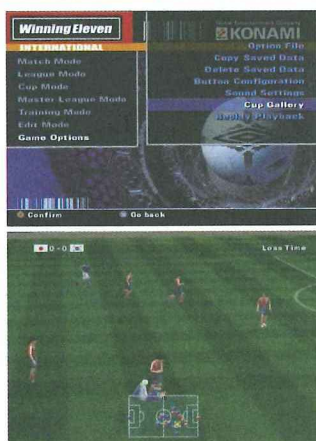 Winning Eleven
KONAMI
INTERNATIONAL
Option File
Match Mode
Copy Saved Data
League Mode
Delete Saved Data
Cup Mode
Button Configuration
Master League Mode
Sound Settings
Training Mode
Cup Gallery
Edit Mode
Replay Playback
Game Options
Confirm
Go back
0 - 0
Loss Time